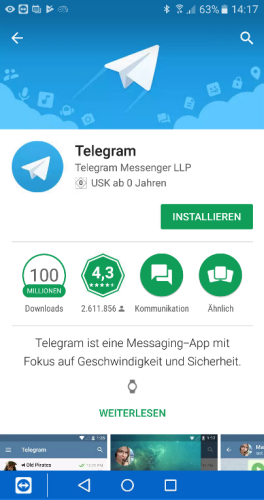 63% 14:17
Telegram
Telegram Messenger LLP
USK ab 0 Jahren
INSTALLIEREN
100
MILLIONEN
4,3
Downloads
2.611.856
Kommunikation
Ähnlich
Telegram ist eine Messaging-App mit
Fokus auf Geschwindigkeit und Sicherheit.
WEITERLESEN
Telegram
Old Pirates